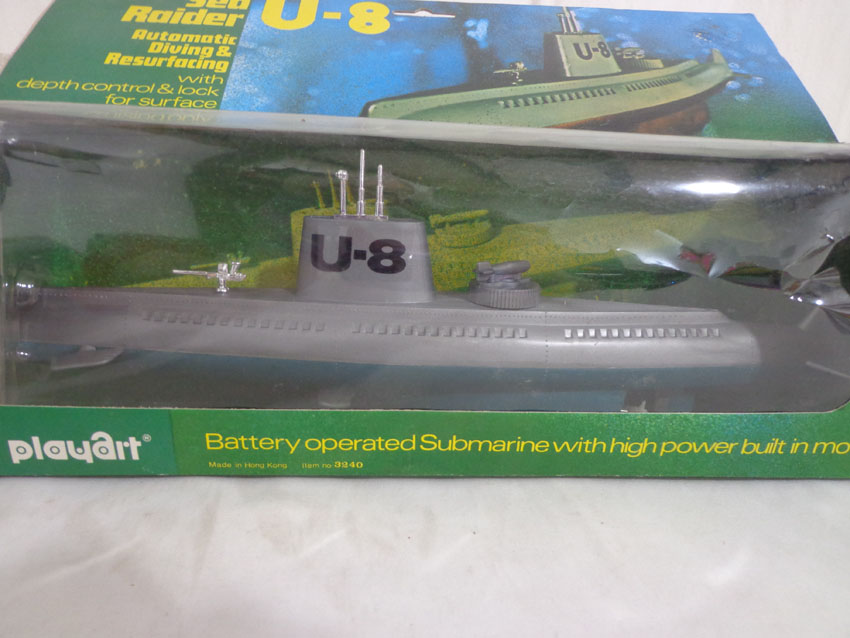 Sea
Raider
U-8
Automatic
Diving &
Resurfacing
with
depth control & lock
for surface
U-8
U-8
playart®
Battery operated Submarine with high power built in mo
Made in Hong Kong Item no 3240